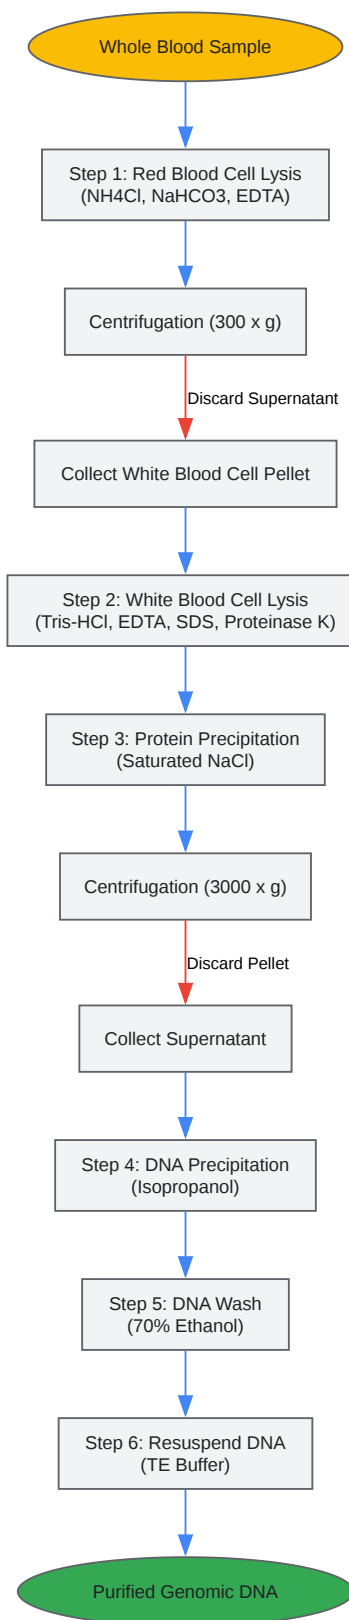 Whole Blood Sample
Step 1: Red Blood Cell Lysis
(NH4Cl, NaHCO3, EDTA)
Centrifugation (300 x g)
Discard Supernatant
Collect White Blood Cell Pellet
Step 2: White Blood Cell Lysis
(Tris-HCl, EDTA, SDS, Proteinase K)
Step 3: Protein Precipitation
(Saturated NaCl)
Centrifugation (3000 x g)
Discard Pellet
Collect Supernatant
Step 4: DNA Precipitation
(Isopropanol)
Step 5: DNA Wash
(70% Ethanol)
Step 6: Resuspend DNA
(TE Buffer)
Purified Genomic DNA